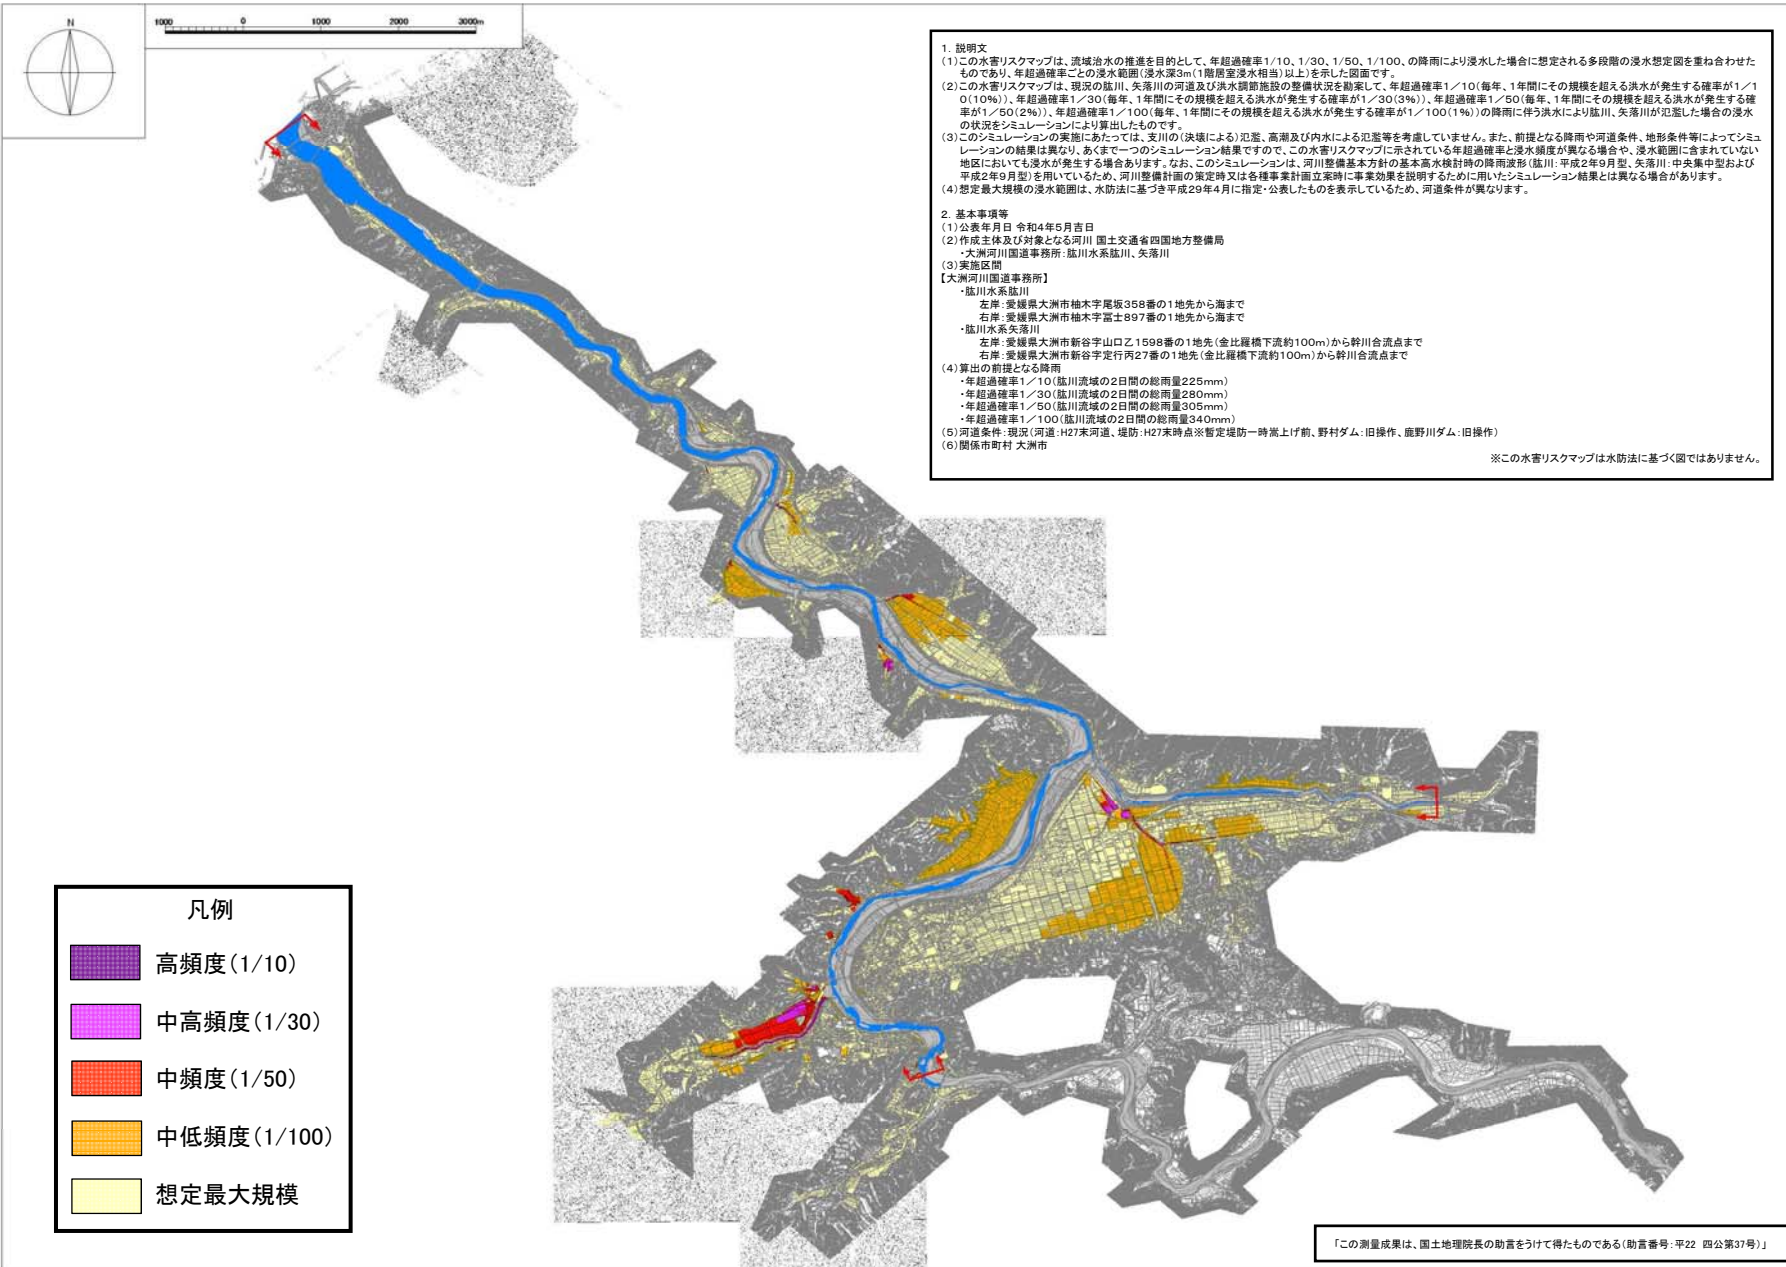 N
1000 0 1000 2000 3000m
1. 説明文
(1)この水害リスクマップは、流域治水の推進を目的として、年超過確率1/10、1/30、1/50、1/100、の降雨により浸水した場合に想定される多段階の浸水想定図を重ね合わせた
ものであり、年超過確率ごとの浸水範囲(浸水深3m(1階居室浸水相当)以上)を示した図面です。
(2)この水害リスクマップは、現況の肱川、矢落川の河道及び洪水調節施設の整備状況を勘案して、年超過確率1/10(毎年、1年間にその規模を超える洪水が発生する確率が1/1
0(10%))、年超過確率1/30(毎年、1年間にその規模を超える洪水が発生する確率が1/30(3%))、年超過確率1/50(毎年、1年間にその規模を超える洪水が発生する確
率が1/50(2%))、年超過確率1/100(毎年、1年間にその規模を超える洪水が発生する確率が1/100(1%))の降雨に伴う洪水により肱川、矢落川が氾濫した場合の浸水
の状況をシミュレーションにより算出したものです。
(3)このシミュレーションの実施にあたっては、支川の(決壊による)氾濫、高潮及び内水による氾濫等を考慮していません。また、前提となる降雨や河道条件、地形条件等によってシミュ
レーションの結果は異なり、あくまで一つのシミュレーション結果ですので、この水害リスクマップに示されている年超過確率と浸水頻度が異なる場合や、浸水範囲に含まれていない
地区においても浸水が発生する場合あります。なお、このシミュレーションは、河川整備基本方針の基本高水検討時の降雨波形(肱川:平成2年9月型、矢落川:中央集中型および
平成2年9月型)を用いているため、河川整備計画の策定時又は各種事業計画立案時に事業効果を説明するために用いたシミュレーション結果とは異なる場合があります。
(4)想定最大規模の浸水範囲は、水防法に基づき平成29年4月に指定・公表したものを表示しているため、河道条件が異なります。
2. 基本事項等
(1)公表年月日 令和4年5月吉日
(2)作成主体及び対象となる河川 国土交通省四国地方整備局
・大洲河川国道事務所:肱川水系肱川、矢落川
(3)実施区間
【大洲河川国道事務所】
・肱川水系肱川
左岸:愛媛県大洲市柚木字尾坂358番の1地先から海まで
右岸:愛媛県大洲市柚木字冨士897番の1地先から海まで
・肱川水系矢落川
左岸:愛媛県大洲市新谷字山口乙1598番の1地先(金比羅橋下流約100m)から幹川合流点まで
右岸:愛媛県大洲市新谷字定行丙27番の1地先(金比羅橋下流約100m)から幹川合流点まで
(4)算出の前提となる降雨
・年超過確率1/10(肱川流域の2日間の総雨量225mm)
・年超過確率1/30(肱川流域の2日間の総雨量280mm)
・年超過確率1/50(肱川流域の2日間の総雨量305mm)
・年超過確率1/100(肱川流域の2日間の総雨量340mm)
(5)河道条件:現況(河道:H27末河道、堤防:H27末時点※暫定堤防一時嵩上げ前、野村ダム:旧操作、鹿野川ダム:旧操作)
(6)関係市町村 大洲市
※この水害リスクマップは水防法に基づく図ではありません。
凡例
高頻度(1/10)
中高頻度(1/30)
中頻度(1/50)
中低頻度(1/100)
想定最大規模
「この測量成果は、国土地理院長の助言をうけて得たものである(助言番号:平22 四公第37号)」